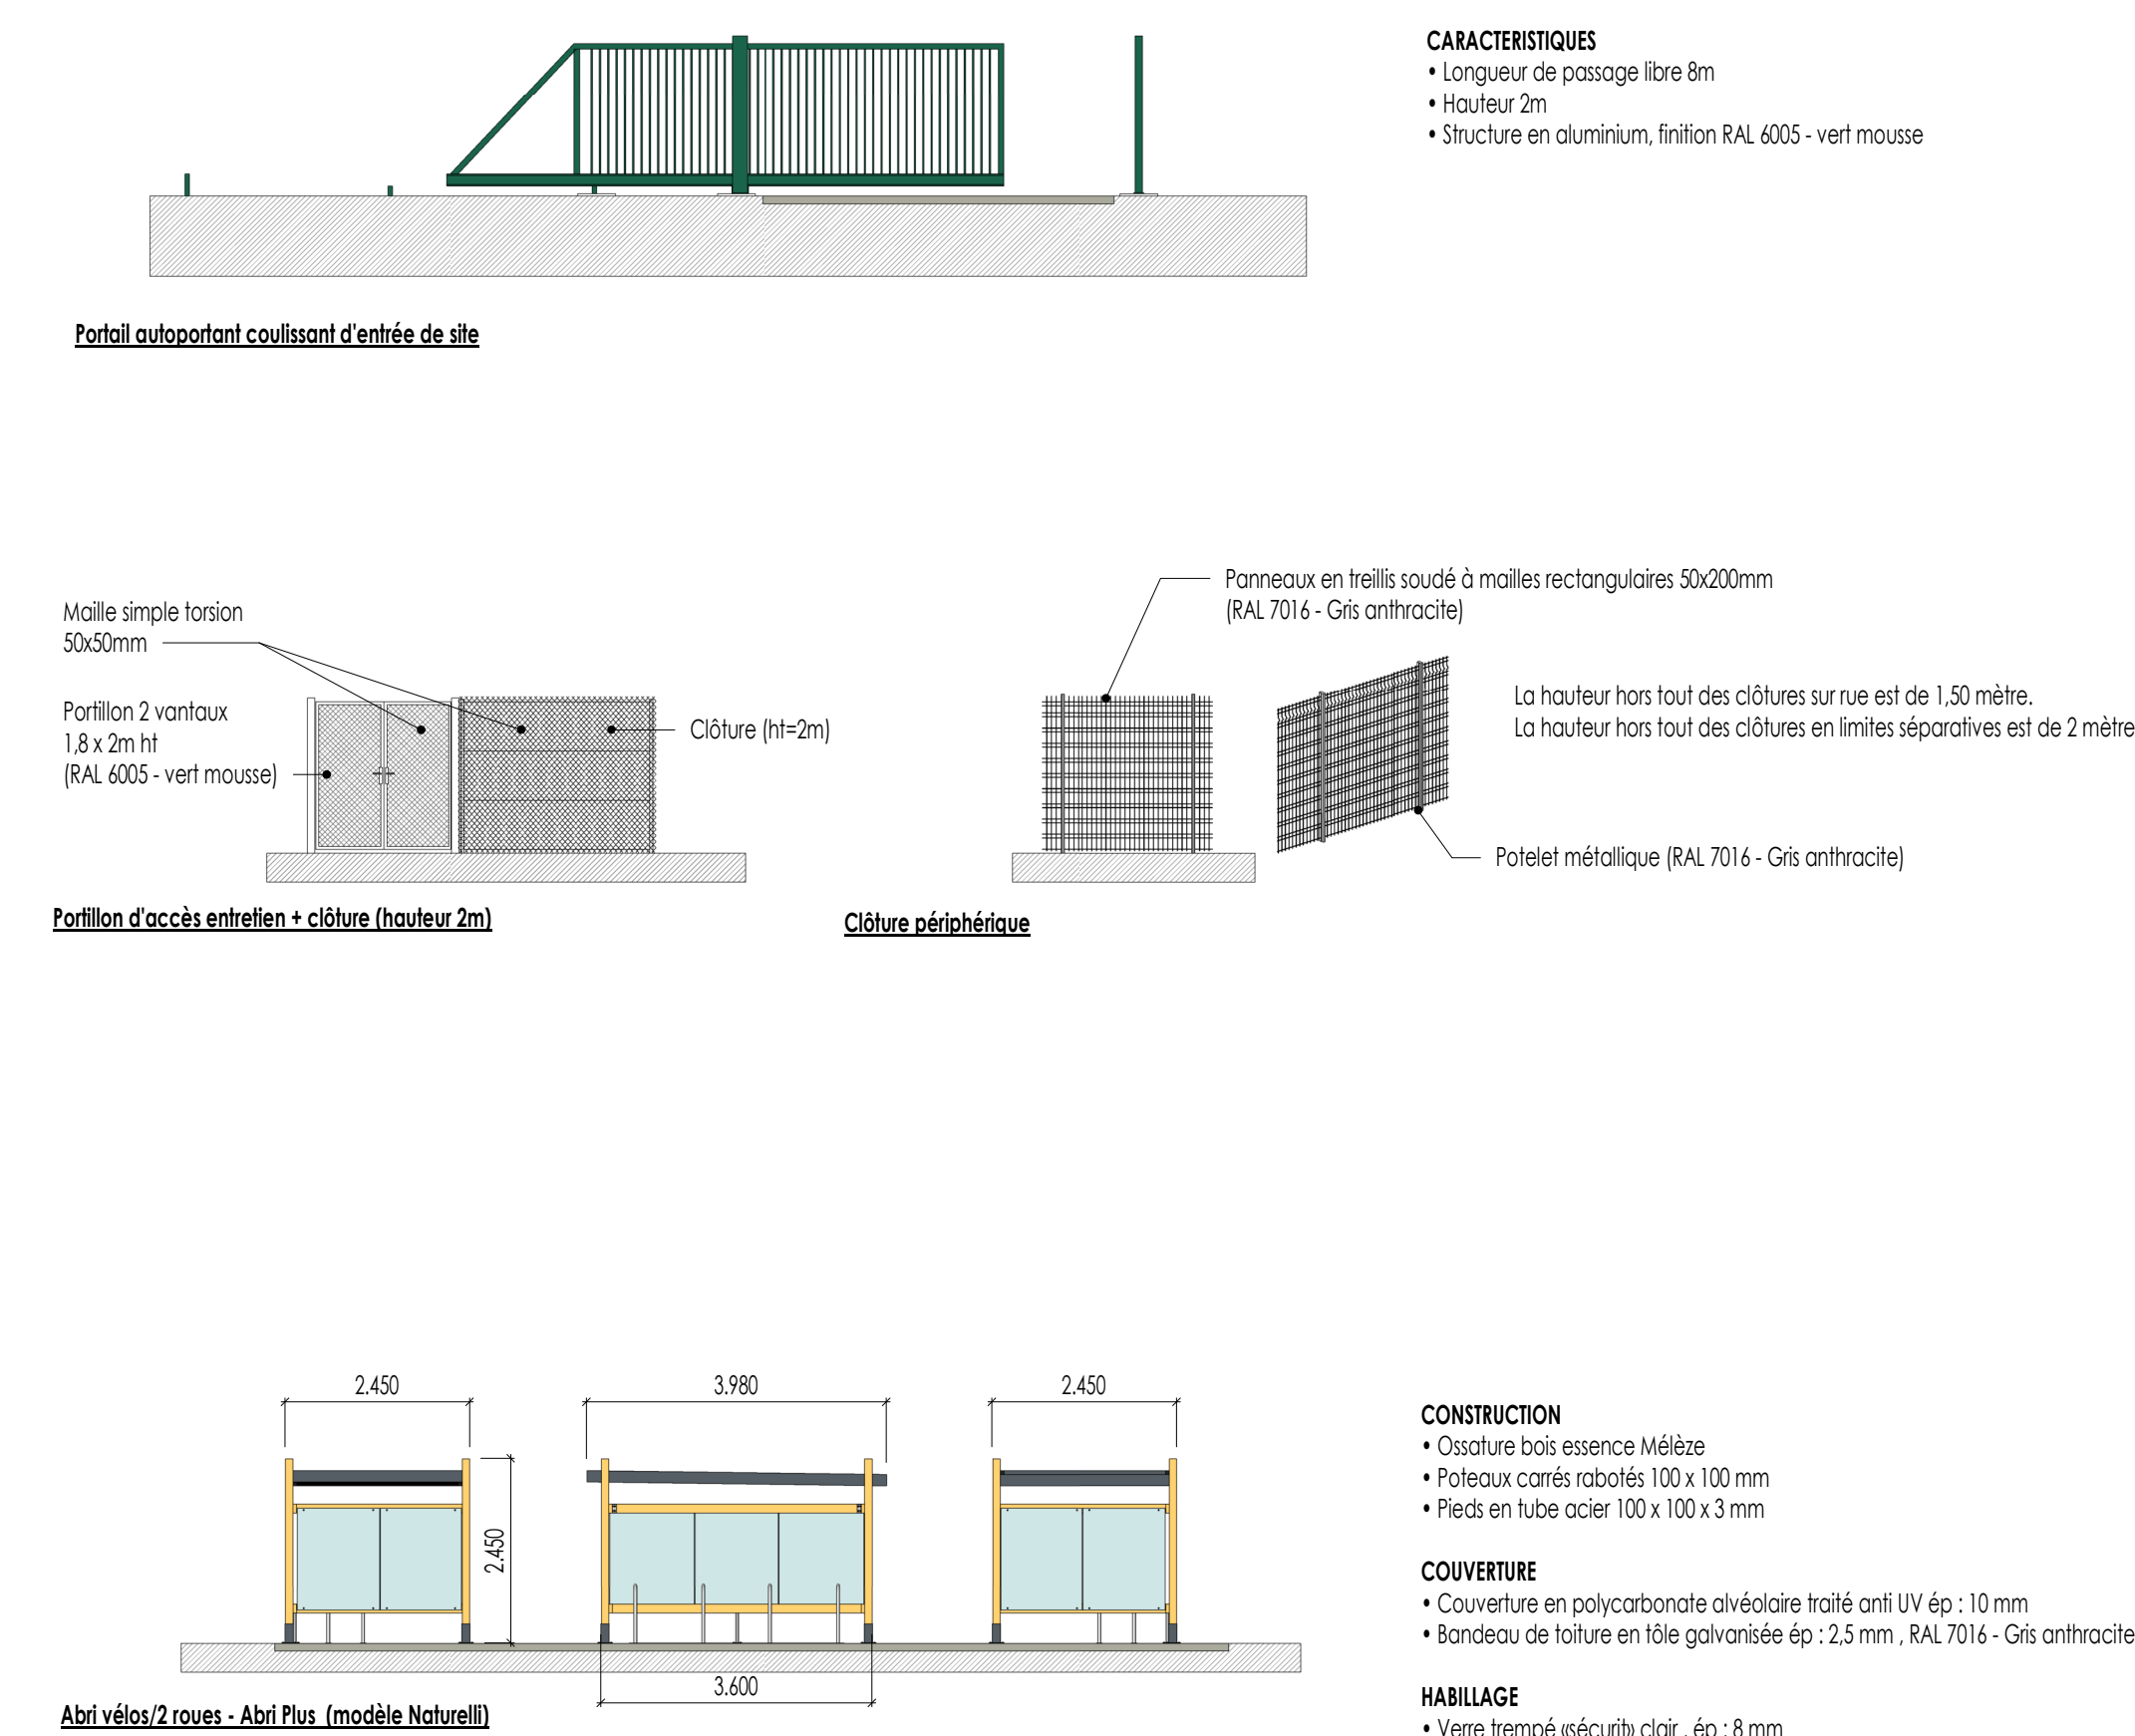 CARACTERISTIQUES
• Longueur de passage libre 8m
• Hauteur 2m
• Structure en aluminium, finition RAL 6005 - vert mousse
Portail autoportant coulissant d'entrée de site
Maille simple torsion
50x50mm
Portillon 2 vantaux
1,8 x 2m ht
(RAL 6005 - vert mousse)
Clôture (ht=2m)
Portillon d'accès entretien + clôture (hauteur 2m)
Panneaux en treillis soudé à mailles rectangulaires 50x200mm
(RAL 7016 - Gris anthracite)
La hauteur hors tout des clôtures sur rue est de 1,50 mètre.
La hauteur hors tout des clôtures en limites séparatives est de 2 mètre
Potelet métallique (RAL 7016 - Gris anthracite)
Clôture périphérique
2.450
3.980
2.450
2.450
3.600
Abri vélos/2 roues - Abri Plus (modèle Naturelli)
CONSTRUCTION
• Ossature bois essence Mélèze
• Poteaux carrés rabotés 100 x 100 mm
• Pieds en tube acier 100 x 100 x 3 mm
COUVERTURE
• Couverture en polycarbonate alvéolaire traité anti UV ép : 10 mm
• Bandeau de toiture en tôle galvanisée ép : 2,5 mm , RAL 7016 - Gris anthracite
HABILLAGE
• Verre trempé «sécurit» clair , ép : 8 mm